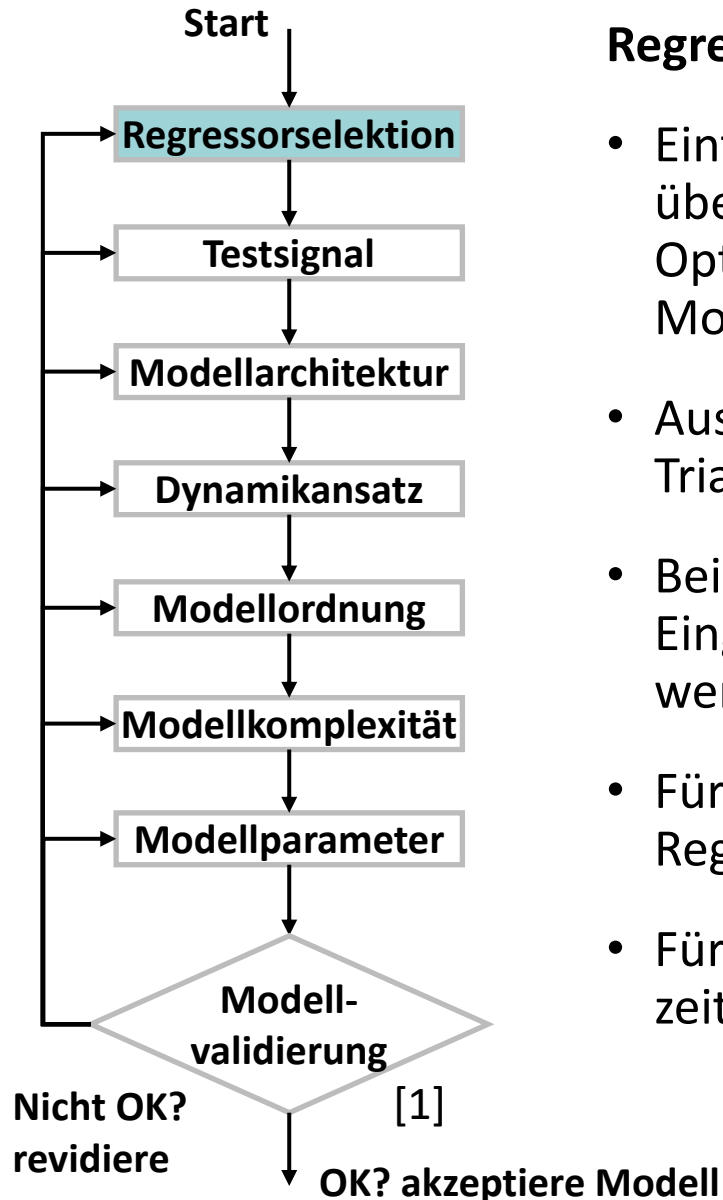 Start
Regressorselektion
Testsignal
Modellarchitektur
Dynamikansatz
Modellordnung
Modellkomplexität
Modellparameter
Modell-
validierung
[1]
Nicht OK?
revidiere
OK? akzeptiere Modell
Regre
• Ein
übe
Opt
Mo
• Aus
Tria
• Bei
Ein
wer
• Für
Reg
• Für
zeit